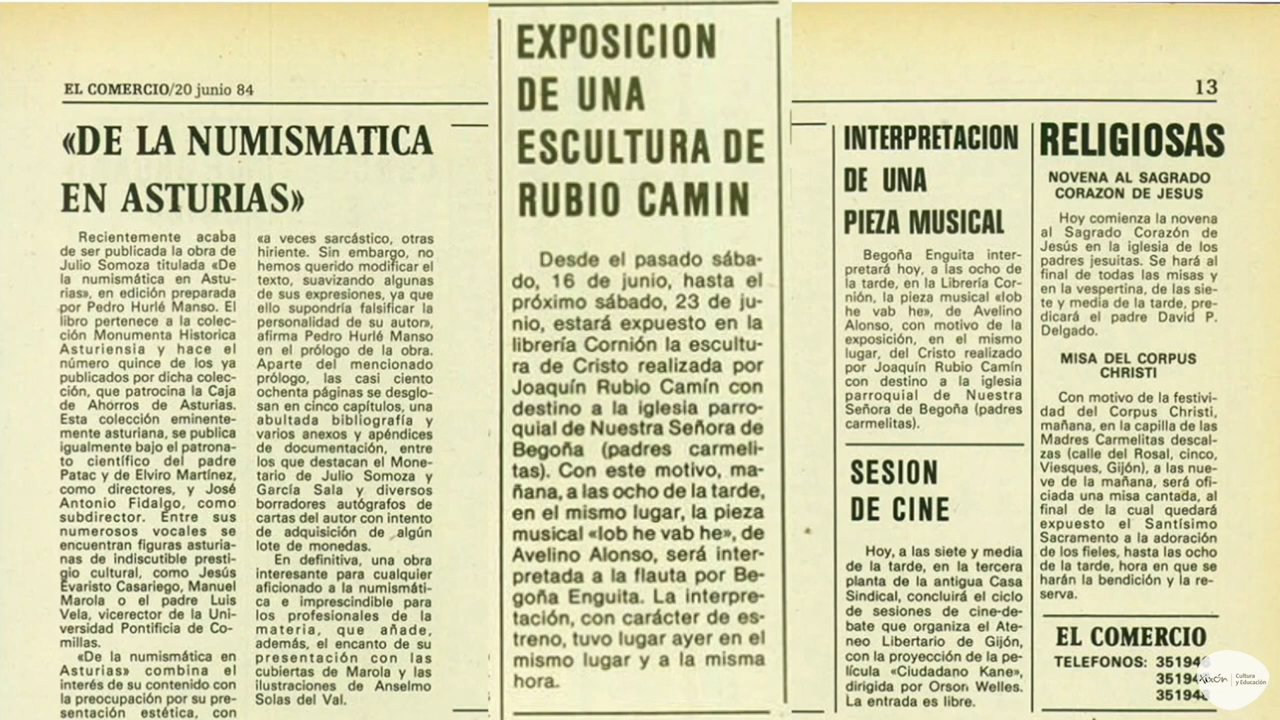 EL COMERCIO/20 junio 84
«DE LA NUMISMATICA
EN ASTURIAS»
Recientemente acaba
de ser publicada la obra de
Julio Somoza titulada «De
la numismática en Astu-
rias», en edición preparada
por Pedro Hurlé Manso. El
libro pertenece a la colec-
ción Monumenta Historica
Asturiensia y hace el
número quince de los ya
publicados por dicha colec-
ción, que patrocina la Caja
de Ahorros de Asturias.
Esta colección eminente-
mente asturiana, se publica
igualmente bajo el patrona-
to científico del padre
Patac y de Elviro Martínez,
como directores, y José
Antonio Fidalgo, como
subdirector. Entre sus
numerosos vocales se
encuentran figuras asturia-
nas de indiscutible presti-
gio cultural, como Jesús
Evaristo Casariego, Manuel
Marola o el padre Luis
Vela, vicerector de la Uni-
versidad Pontificia de Co-
millas.
«De la numismática en
Asturias» combina el
interés de su contenido con
la preocupación por su pre-
sentación estética, con
«a veces sarcástico, otras
hiriente. Sin embargo, no
hemos querido modificar el
texto, suavizando algunas
de sus expresiones, ya que
ello supondría falsificar la
personalidad de su autor»,
afirma Pedro Hurlé Manso
en el prólogo de la obra.
Aparte del mencionado
prólogo, las casi ciento
ochenta páginas se desglo-
san en cinco capítulos, una
abultada bibliografía y
varios anexos y apéndices
de documentación, entre
los que destacan el Mone-
tario de Julio Somoza y
García Sala y diversos
borradores autógrafos de
cartas del autor con intento
de adquisición de algún
lote de monedas.
En definitiva, una obra
interesante para cualquier
aficionado a la numismáti-
ca e imprescindible para
los profesionales de la
materia, que añade,
además, el encanto de su
presentación con las
cubiertas de Marola y las
ilustraciones de Anselmo
Solas del Val.
EXPOSICION
DE UNA
ESCULTURA DE
RUBIO CAMIN
Desde el pasado sába-
do, 16 de junio, hasta el
próximo sábado, 23 de ju-
nio, estará expuesto en la
librería Cornión la escultu-
ra de Cristo realizada por
Joaquín Rubio Camín con
destino a la iglesia parro-
quial de Nuestra Señora de
Begoña (padres carmeli-
tas). Con este motivo, ma-
ñana, a las ocho de la tarde,
en el mismo lugar, la pieza
musical «Iob he vab he», de
Avelino Alonso, será inter-
pretada a la flauta por Be-
goña Enguita. La interpre-
tación, con carácter de es-
treno, tuvo lugar ayer en el
mismo lugar y a la misma
hora.
13
INTERPRETACION
DE UNA
PIEZA MUSICAL
Begoña Enguita inter-
pretará hoy, a las ocho de
la tarde, en la Librería Cor-
nión, la pieza musical «Iob
he vab he», de Avelino
Alonso, con motivo de la
exposición, en el mismo
lugar, del Cristo realizado
por Joaquín Rubio Camín
con destino a la iglesia
parroquial de Nuestra
Señora de Begoña (padres
carmelitas).
SESION
DE CINE
Hoy, a las siete y media
de la tarde, en la tercera
planta de la antigua Casa
Sindical, concluirá el ciclo
de sesiones de cine-de-
bate que organiza el Ate-
neo Libertario de Gijón,
con la proyección de la pe-
lícula «Ciudadano Kane»,
dirigida por Orson Welles.
La entrada es libre.
RELIGIOSAS
NOVENA AL SAGRADO
CORAZON DE JESUS
Hoy comienza la novena
al Sagrado Corazón de
Jesús en la iglesia de los
padres jesuitas. Se hará al
final de todas las misas y
en la vespertina, de las sie-
te y media de la tarde, pre-
dicará el padre David P.
Delgado.
MISA DEL CORPUS
CHRISTI
Con motivo de la festivi-
dad del Corpus Christi,
mañana, en la capilla de las
Madres Carmelitas descal-
zas (calle del Rosal, cinco,
Viesques, Gijón), a las nue-
ve de la mañana, será ofi-
ciada una misa cantada, al
final de la cual quedará
expuesto el Santísimo
Sacramento a la adoración
de los fieles, hasta las ocho
de la tarde, hora en que se
harán la bendición y la re-
serva.
EL COMERCIO
TELEFONOS: 35194
35194
35194
Xixón Cultura
y Educación